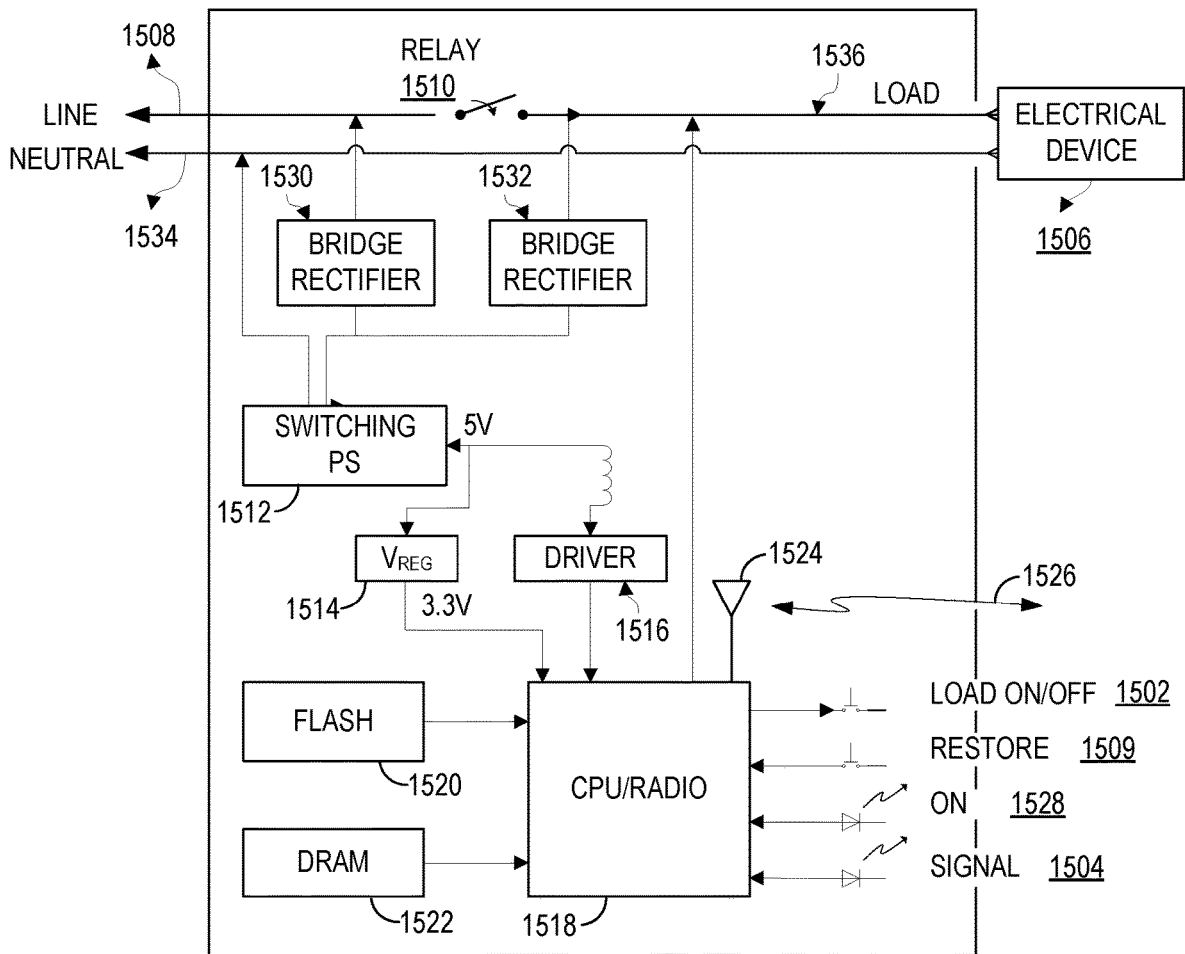 1508
RELAY
1510
1536
LINE
LOAD
ELECTRICAL
DEVICE
NEUTRAL
1530
1532
1534
BRIDGE
RECTIFIER
BRIDGE
RECTIFIER
1506
SWITCHING
PS
5V
1512
VREG
DRIVER
1524
1526
1514
3.3V
1516
FLASH
LOAD ON/OFF 1502
RESTORE 1509
1520
CPU/RADIO
ON 1528
DRAM
SIGNAL 1504
1522
1518